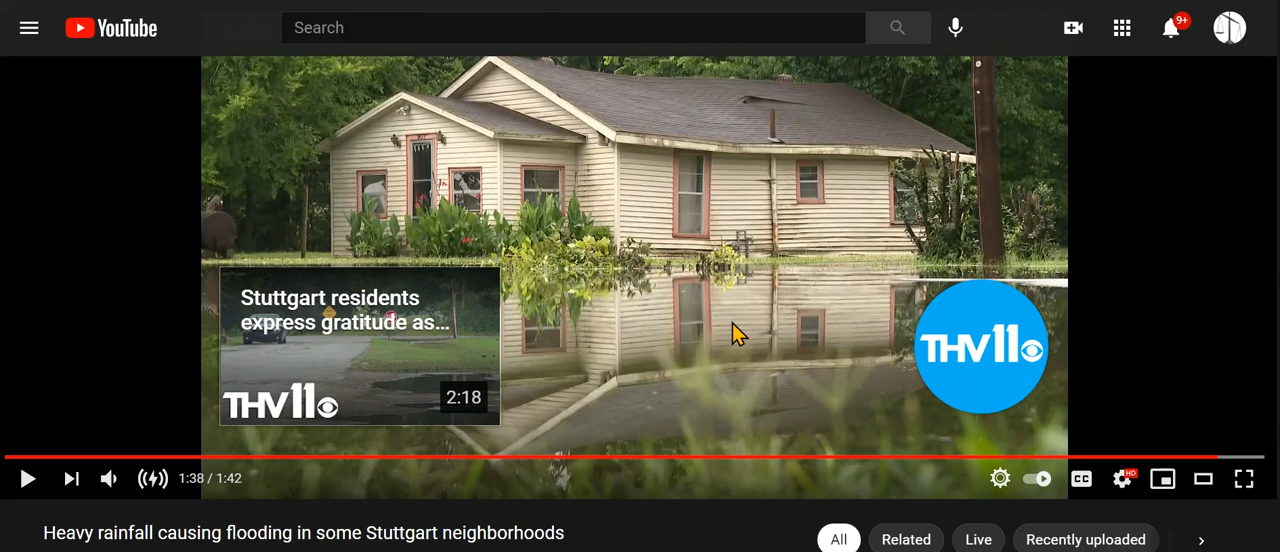 YouTube
Search
9+
Stuttgart residents
express gratitude as...
THV11
2:18
THV11
1:38 / 1:42
CC
HD
Heavy rainfall causing flooding in some Stuttgart neighborhoods
All
Related
Live
Recently uploaded